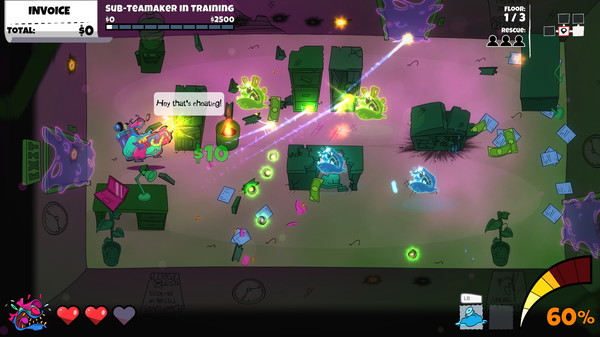 INVOICE
TOTAL: $0
SUB-TEAMAKER IN TRAINING
$0 $2500
FLOOR:
1/3
RESCUE:
Hey that's cheating!
$10
LB
60%